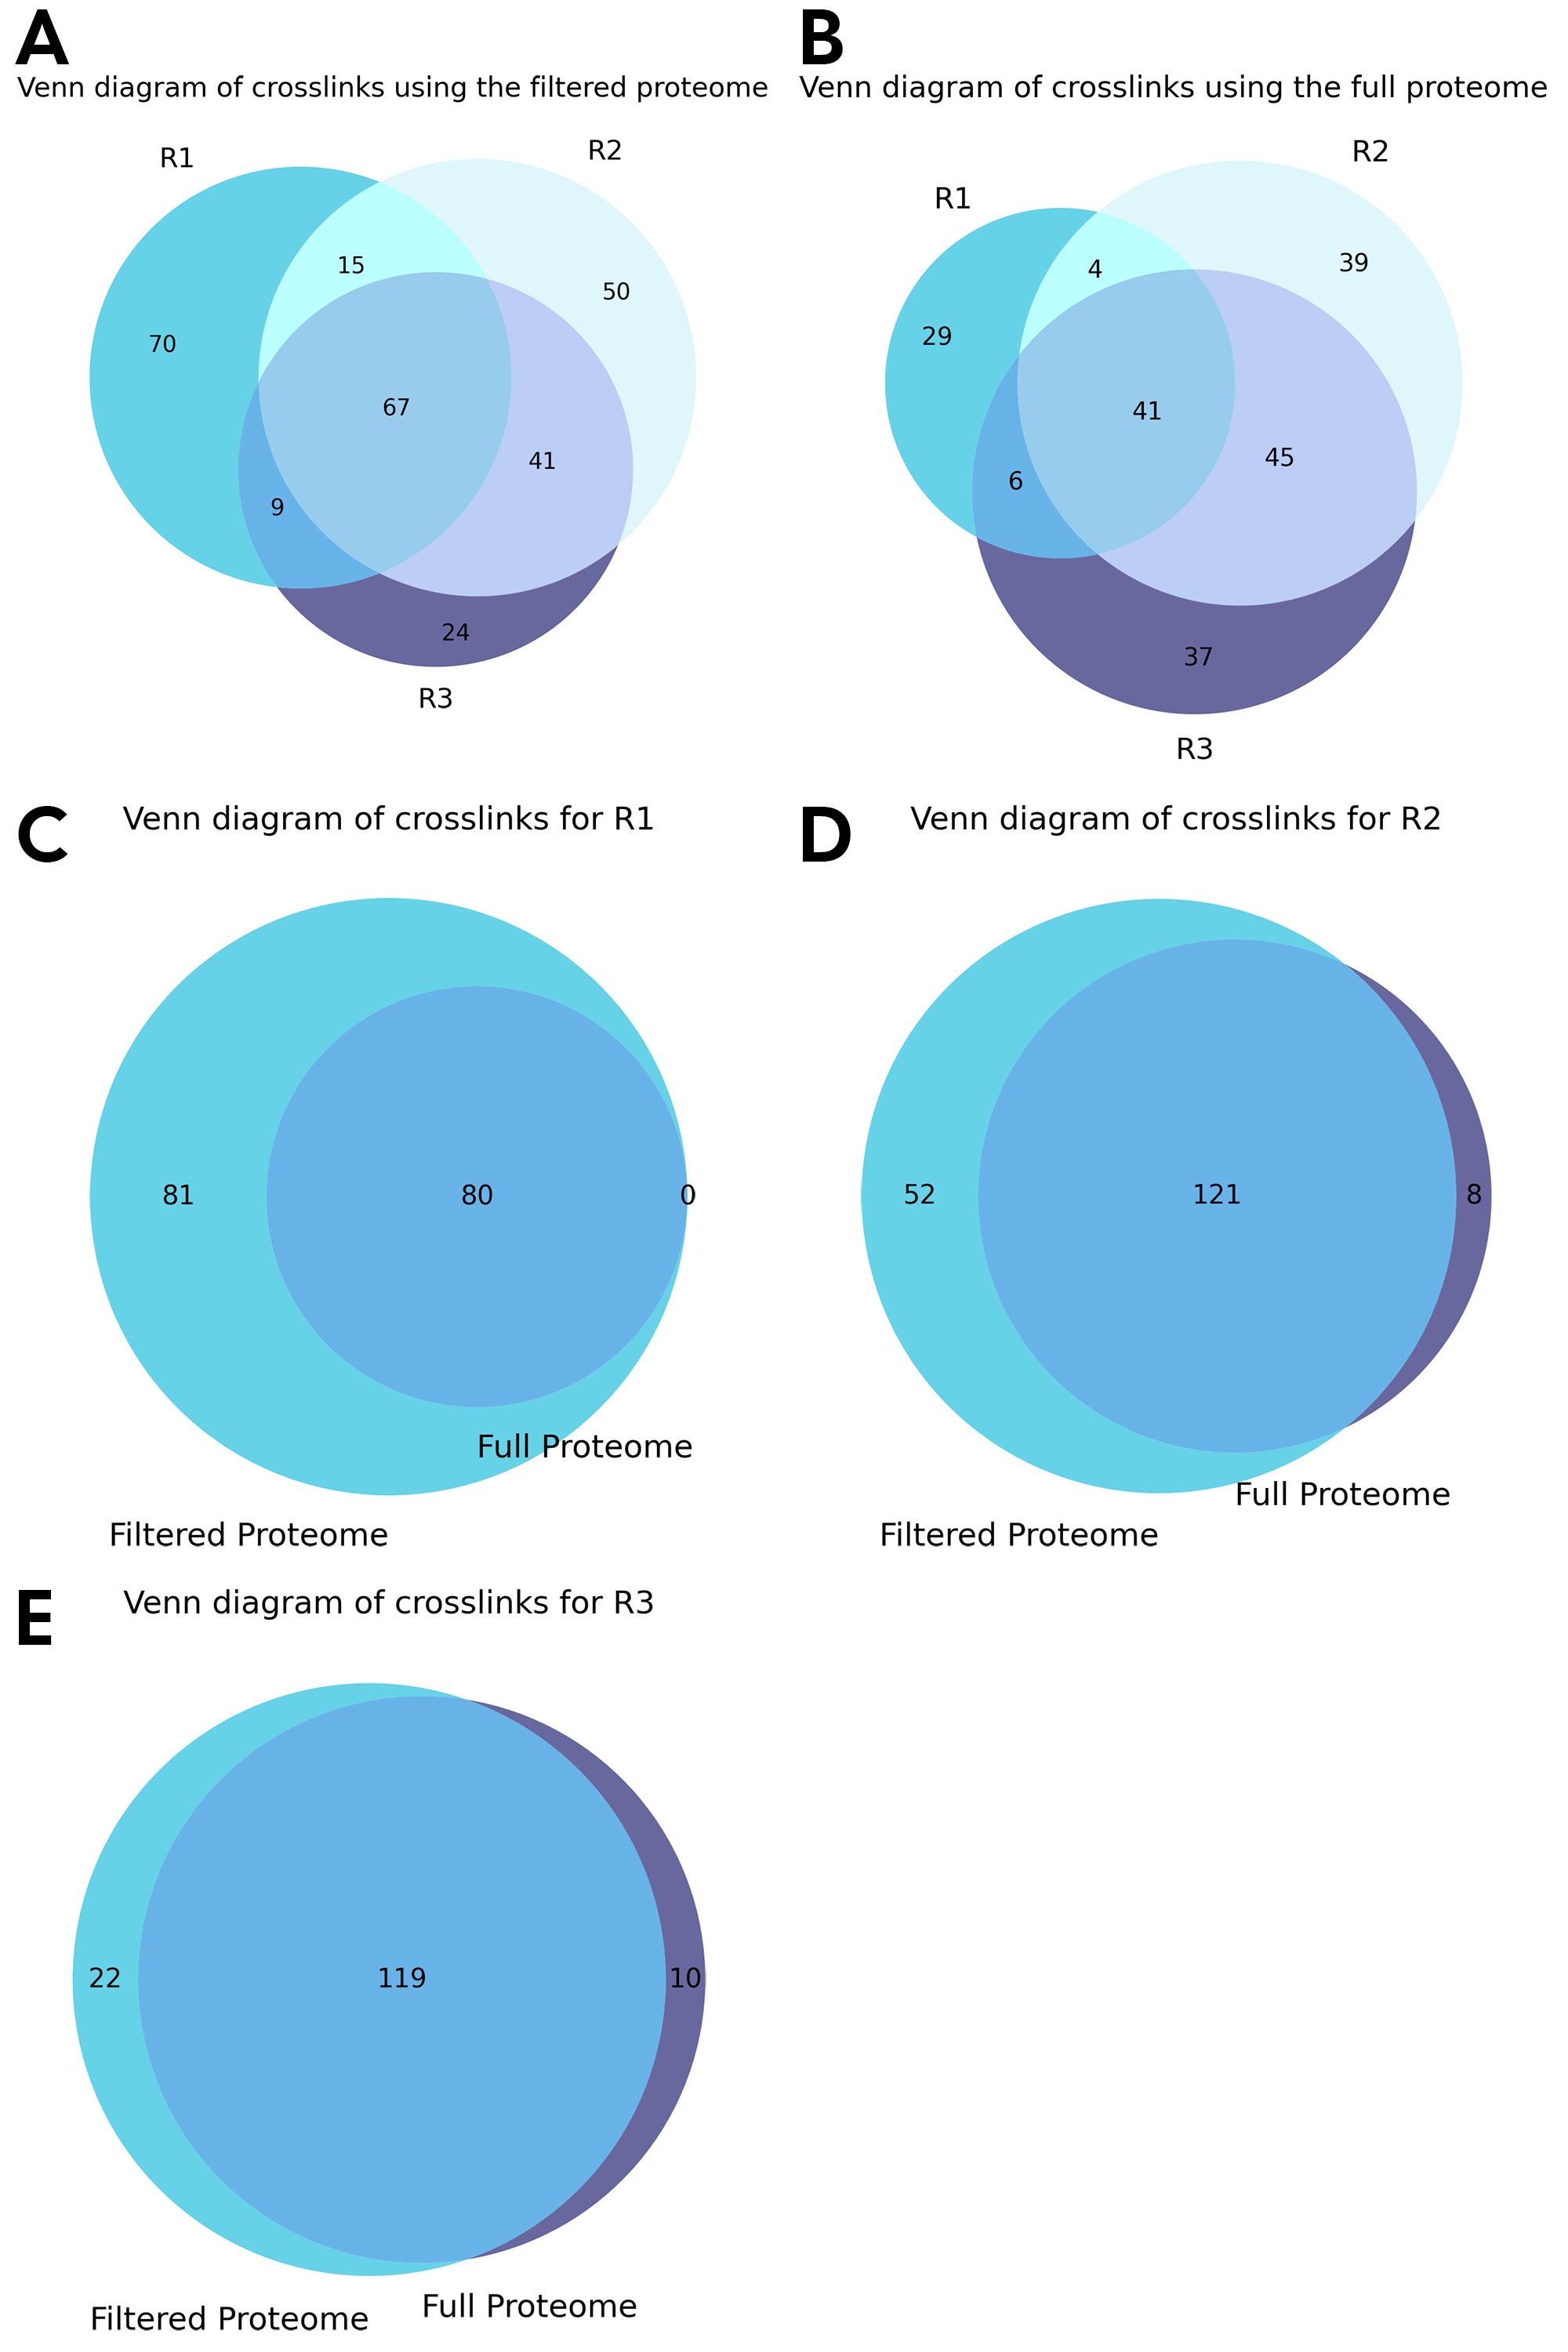 A
Venn diagram of crosslinks using the filtered proteome
R1
R2
15
50
70
67
41
9
24
R3
B
Venn diagram of crosslinks using the full proteome
R2
R1
4
39
29
41
45
6
37
R3
C
Venn diagram of crosslinks for R1
81
80
0
Full Proteome
Filtered Proteome
D
Venn diagram of crosslinks for R2
52
121
8
Full Proteome
Filtered Proteome
E
Venn diagram of crosslinks for R3
22
119
10
Full Proteome
Filtered Proteome